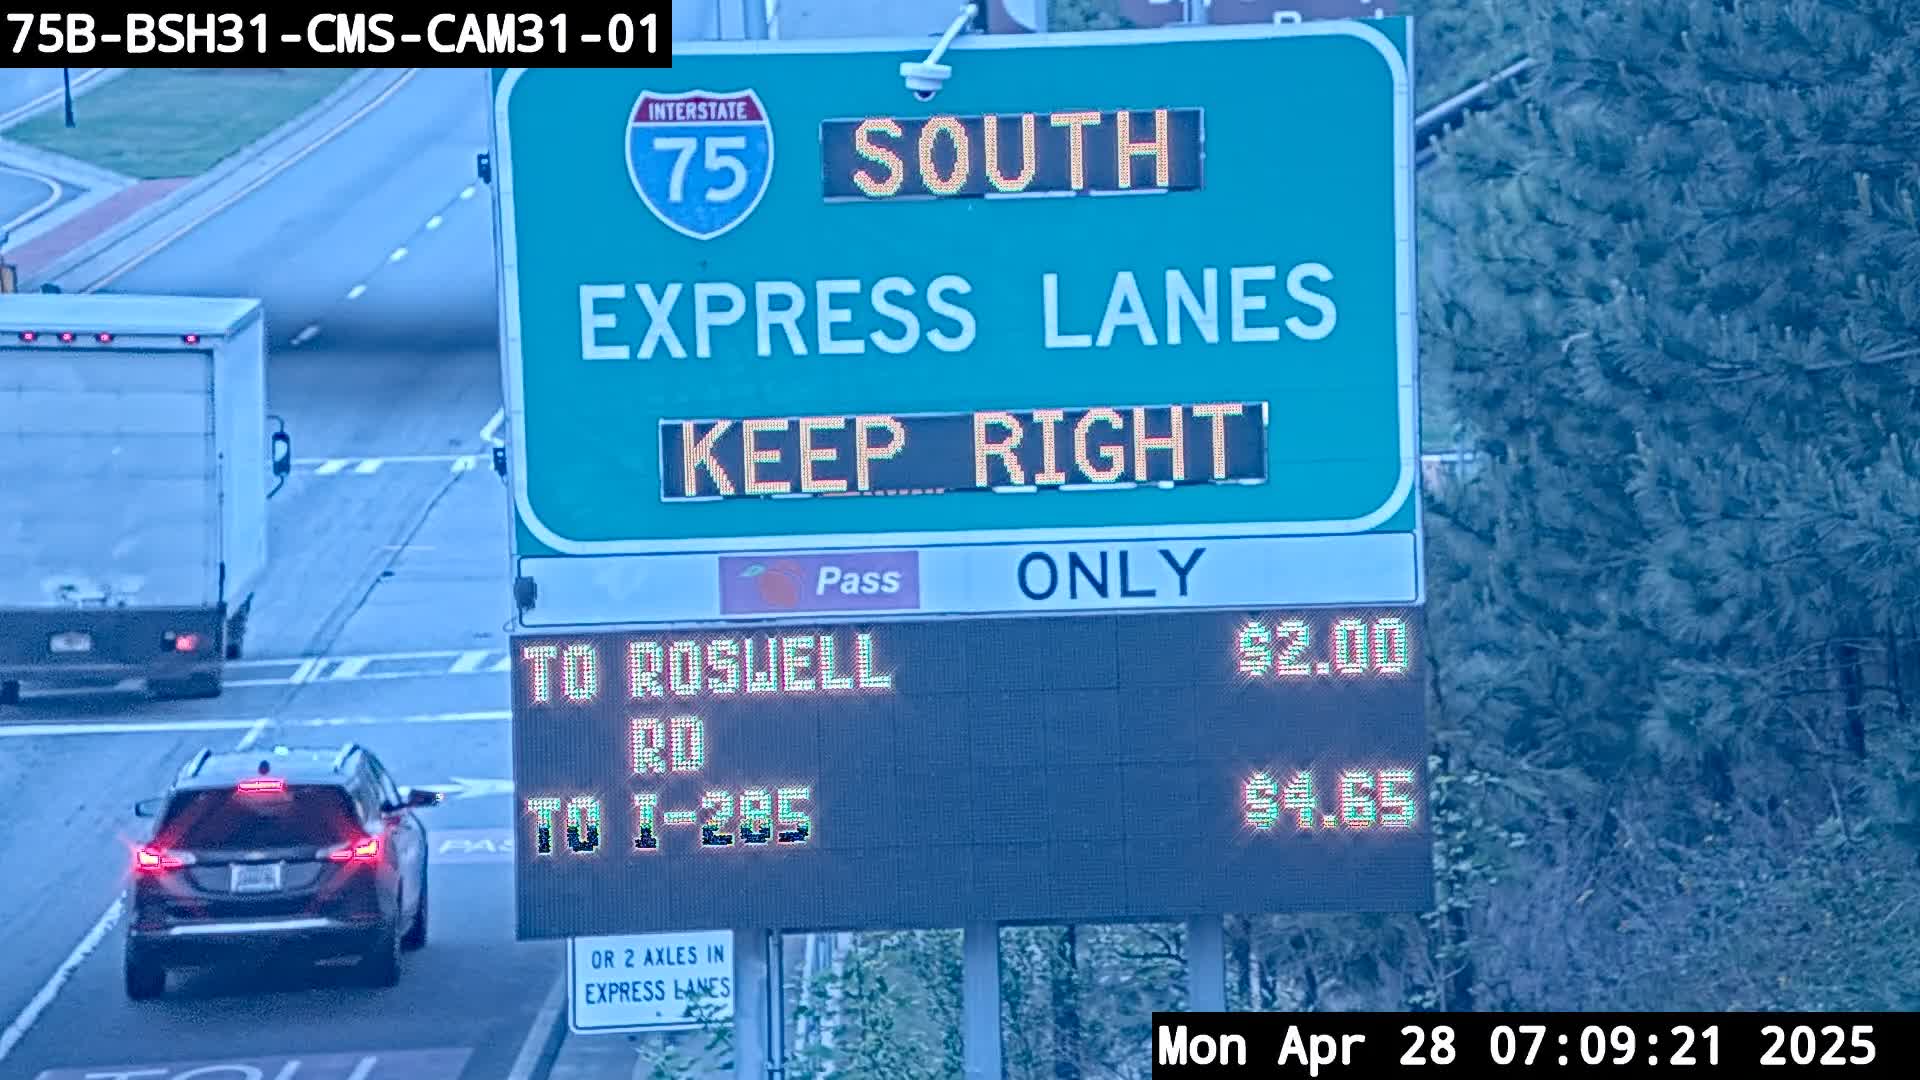 75B-BSH31-CMS-CAM31-01
INTERSTATE
75
SOUTH
EXPRESS LANES
KEEP RIGHT
Pass ONLY
TO ROSWELL $2.00
RD
TO I-285 $4.65
OR 2 AXLES IN
EXPRESS LANES
TOLL
Mon Apr 28 07:09:21 2025